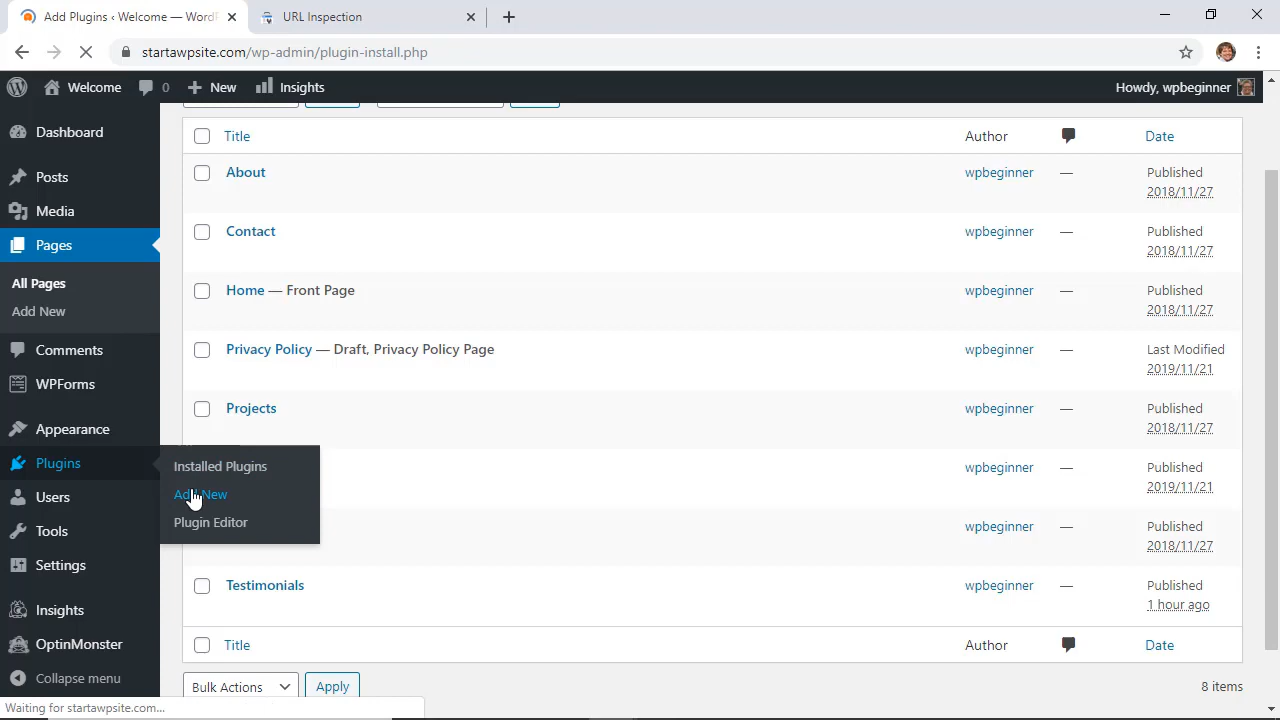 Add Plugins ‹ Welcome — WordP
URL Inspection
startawpsite.com/wp-admin/plugin-install.php
Welcome
0
New
Insights
Howdy, wpbeginner
Dashboard
Posts
Media
Pages
All Pages
Add New
Comments
WPForms
Appearance
Plugins
Users
Tools
Settings
Insights
OptinMonster
Collapse menu
Installed Plugins
Add New
Plugin Editor
Title
Author
Date
About
wpbeginner
—
Published
2018/11/27
Contact
wpbeginner
—
Published
2018/11/27
Home — Front Page
wpbeginner
—
Published
2018/11/27
Privacy Policy — Draft, Privacy Policy Page
wpbeginner
—
Last Modified
2019/11/21
Projects
wpbeginner
—
Published
2018/11/27
wpbeginner
—
Published
2019/11/21
wpbeginner
—
Published
2018/11/27
Testimonials
wpbeginner
—
Published
1 hour ago
Title
Author
Date
Bulk Actions
Apply
8 items
Waiting for startawpsite.com...